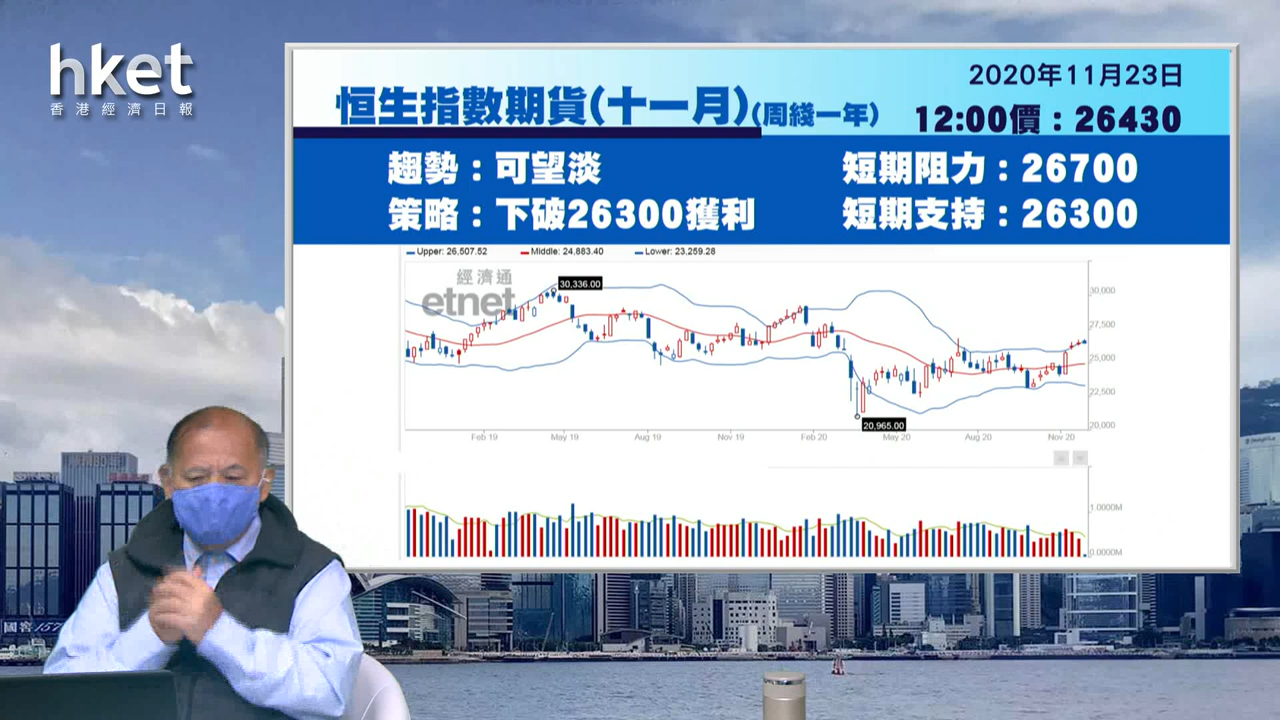 hket
香港經濟日報
2020年11月23日
恒生指數期貨(十一月)(周綫一年)
12:00價：26430
趨勢：可望淡
短期阻力：26700
策略：下破26300獲利
短期支持：26300
Upper: 26,507.52 Middle: 24,883.40 Lower: 23,259.28
經濟通
etnet
30,336.00
30,000
27,500
25,000
22,500
20,965.00
20,000
Feb 19 May 19 Aug 19 Nov 19 Feb 20 May 20 Aug 20 Nov 20
1.0000M
0.0000M